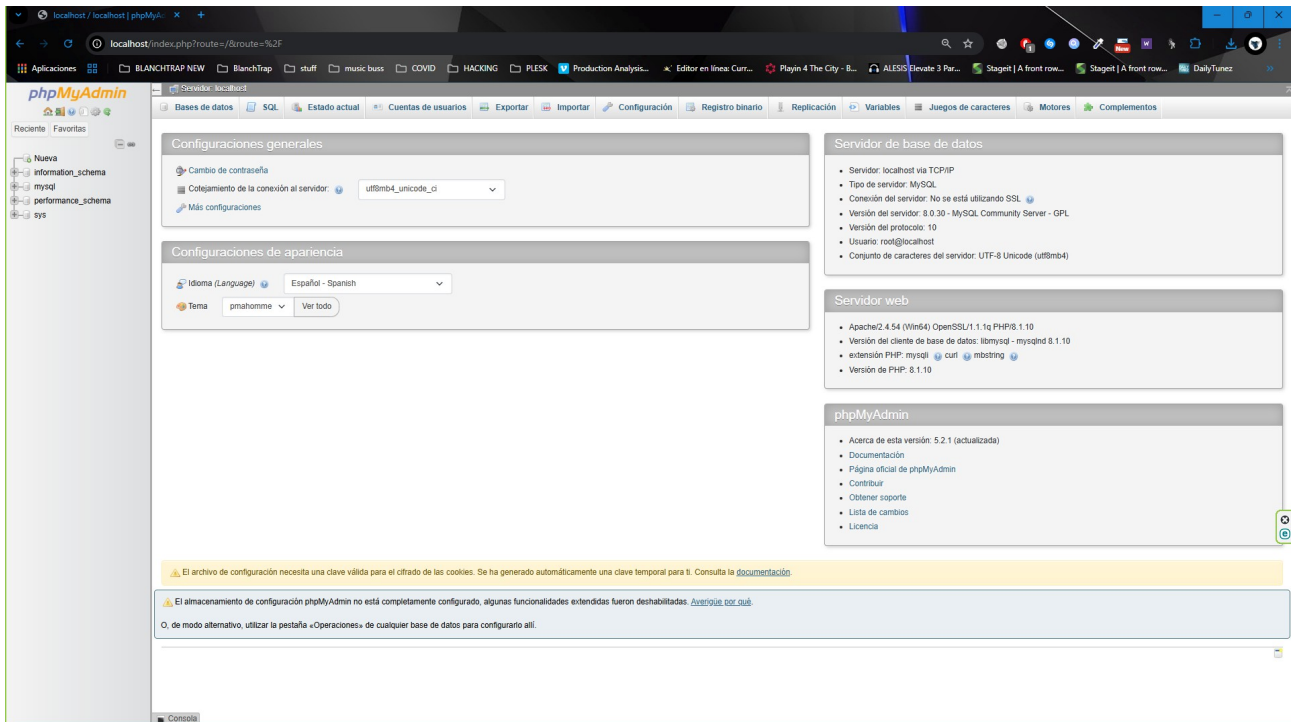 localhost / localhost | phpMyA
localhost/index.php?route=/&route=%2F
New
Aplicaciones
BLANCHTRAP NEW
BlanchTrap
stuff
music buss
COVID
HACKING
PLESK
Production Analysis...
Editor en línea: Curr...
Playin 4 The City - B...
ALESIS Elevate 3 Par...
Stageit | A front row...
Stageit | A front row...
DailyTunez
phpMyAdmin
Reciente Favoritas
Nueva
information_schema
mysql
performance_schema
sys
Servidor: localhost
Bases de datos
SQL
Estado actual
Cuentas de usuarios
Exportar
Importar
Configuración
Registro binario
Replicación
Variables
Juegos de caracteres
Motores
Complementos
Configuraciones generales
Cambio de contraseña
Cotejamiento de la conexión al servidor: utf8mb4_unicode_ci
Más configuraciones
Configuraciones de apariencia
Idioma (Language) Español - Spanish
Tema pmahomme Ver todo
Servidor de base de datos
Servidor: localhost via TCP/IP
Tipo de servidor: MySQL
Conexión del servidor: No se está utilizando SSL
Versión del servidor: 8.0.30 - MySQL Community Server - GPL
Versión del protocolo: 10
Usuario: root@localhost
Conjunto de caracteres del servidor: UTF-8 Unicode (utf8mb4)
Servidor web
Apache/2.4.54 (Win64) OpenSSL/1.1.1q PHP/8.1.10
Versión del cliente de base de datos: libmysql - mysqlnd 8.1.10
extensión PHP: mysqli curl mbstring
Versión de PHP: 8.1.10
phpMyAdmin
Acerca de esta versión: 5.2.1 (actualizada)
Documentación
Página oficial de phpMyAdmin
Contribuir
Obtener soporte
Lista de cambios
Licencia
El archivo de configuración necesita una clave válida para el cifrado de las cookies. Se ha generado automáticamente una clave temporal para ti. Consulta la documentación.
El almacenamiento de configuración phpMyAdmin no está completamente configurado, algunas funcionalidades extendidas fueron deshabilitadas. Averigüe por qué.
O, de modo alternativo, utilizar la pestaña «Operaciones» de cualquier base de datos para configurarlo allí.
Consola